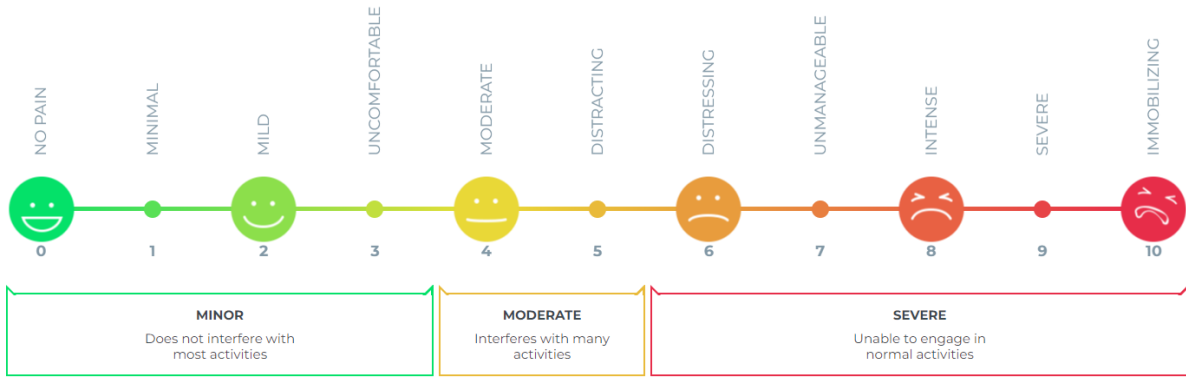 NO PAIN
MINIMAL
MILD
UNCOMFORTABLE
MODERATE
DISTRACTING
DISTRESSING
UNMANAGEABLE
INTENSE
SEVERE
IMMOBILIZING
0 1 2 3 4 5 6 7 8 9 10
MINOR
Does not interfere with
most activities
MODERATE
Interferes with many
activities
SEVERE
Unable to engage in
normal activities